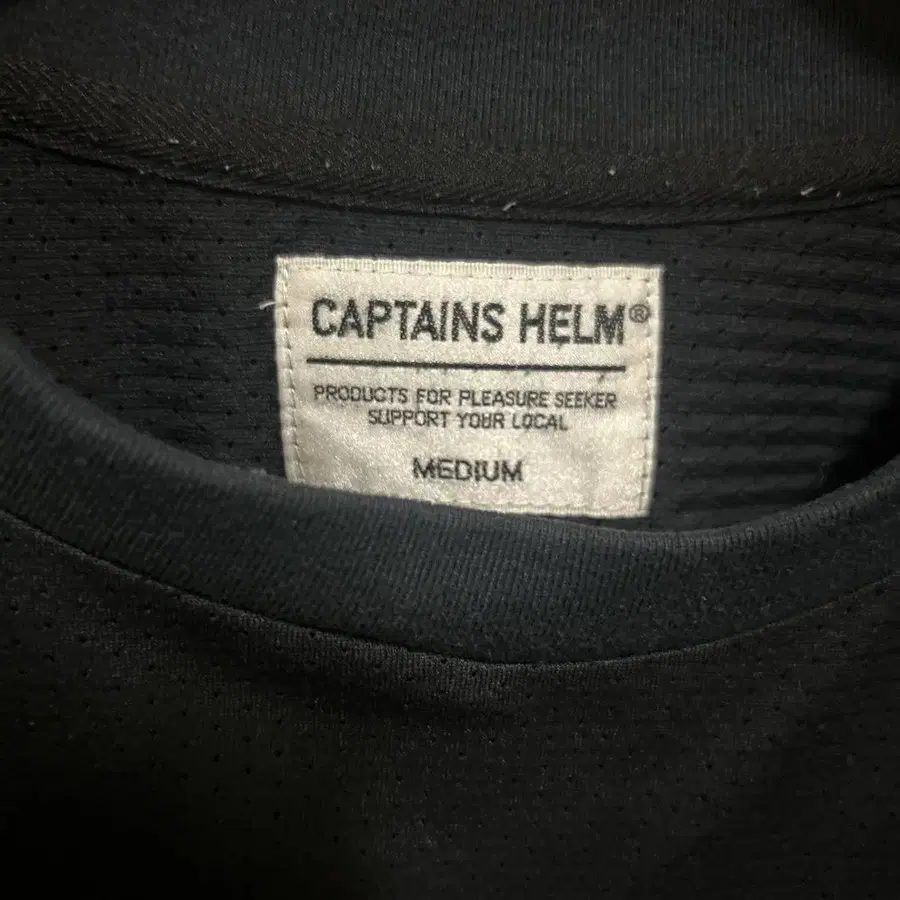 CAPTAINS HELM®
PRODUCTS FOR PLEASURE SEEKER
SUPPORT YOUR LOCAL
MEDIUM